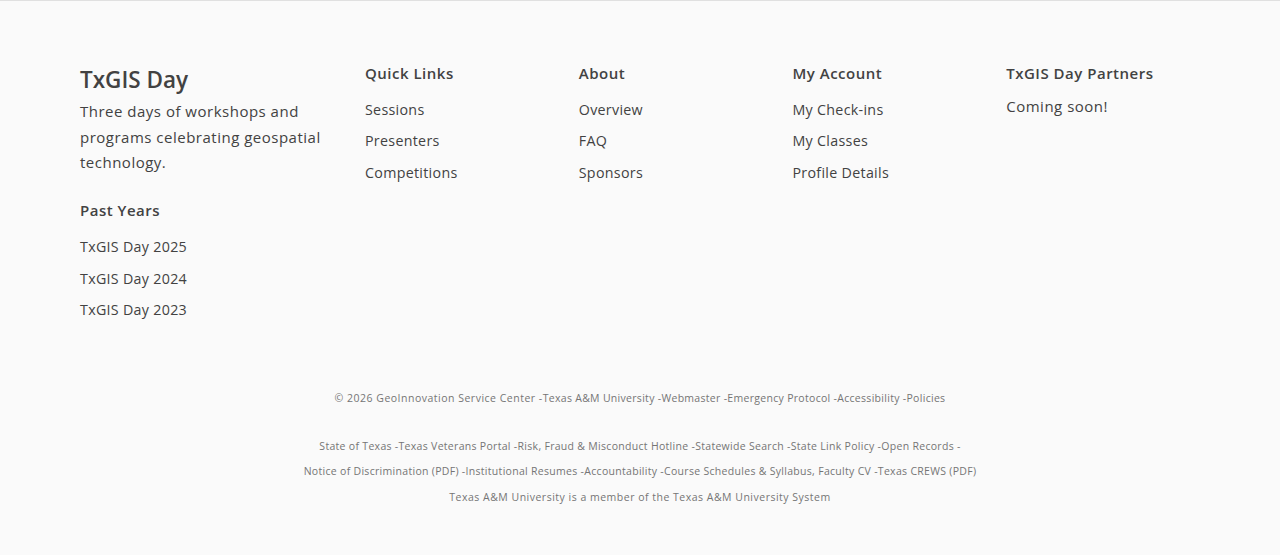 TxGIS Day
Three days of workshops and
programs celebrating geospatial
technology.
Past Years
TxGIS Day 2025
TxGIS Day 2024
TxGIS Day 2023
Quick Links
Sessions
Presenters
Competitions
About
Overview
FAQ
Sponsors
My Account
My Check-ins
My Classes
Profile Details
TxGIS Day Partners
Coming soon!
© 2026 GeoInnovation Service Center -Texas A&M University -Webmaster -Emergency Protocol -Accessibility -Policies
State of Texas -Texas Veterans Portal -Risk, Fraud & Misconduct Hotline -Statewide Search -State Link Policy -Open Records -
Notice of Discrimination (PDF) -Institutional Resumes -Accountability -Course Schedules & Syllabus, Faculty CV -Texas CREWS (PDF)
Texas A&M University is a member of the Texas A&M University System